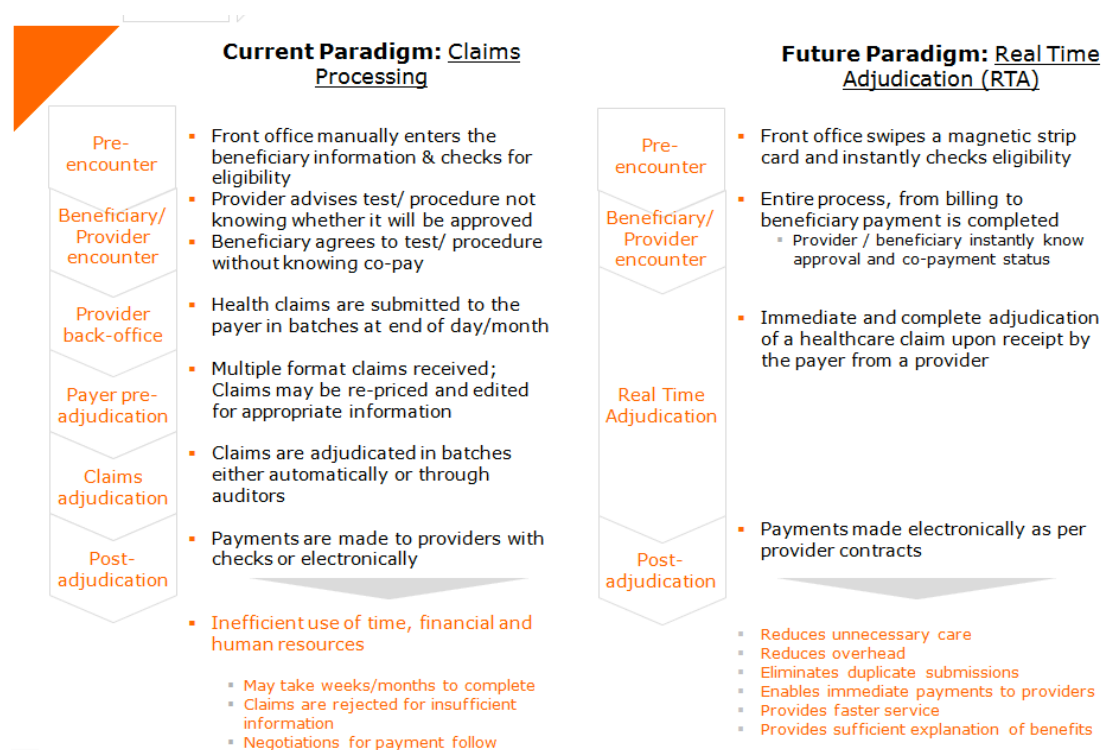 Current Paradigm: Claims
Processing
Pre-
encounter
▪ Front office manually enters the
beneficiary information & checks for
eligibility
Beneficiary/
Provider
encounter
▪ Provider advises test/ procedure not
knowing whether it will be approved
▪ Beneficiary agrees to test/ procedure
without knowing co-pay
Provider
back-office
▪ Health claims are submitted to the
payer in batches at end of day/month
Payer pre-
adjudication
▪ Multiple format claims received;
Claims may be re-priced and edited
for appropriate information
Claims
adjudication
▪ Claims are adjudicated in batches
either automatically or through
auditors
Post-
adjudication
▪ Payments are made to providers with
checks or electronically
▪ Inefficient use of time, financial and
human resources
▪ May take weeks/months to complete
▪ Claims are rejected for insufficient
information
▪ Negotiations for payment follow
Future Paradigm: Real Time
Adjudication (RTA)
Pre-
encounter
▪ Front office swipes a magnetic strip
card and instantly checks eligibility
Beneficiary/
Provider
encounter
▪ Entire process, from billing to
beneficiary payment is completed
▪ Provider / beneficiary instantly know
approval and co-payment status
Real Time
Adjudication
▪ Immediate and complete adjudication
of a healthcare claim upon receipt by
the payer from a provider
Post-
adjudication
▪ Payments made electronically as per
provider contracts
▪ Reduces unnecessary care
▪ Reduces overhead
▪ Eliminates duplicate submissions
▪ Enables immediate payments to providers
▪ Provides faster service
▪ Provides sufficient explanation of benefits